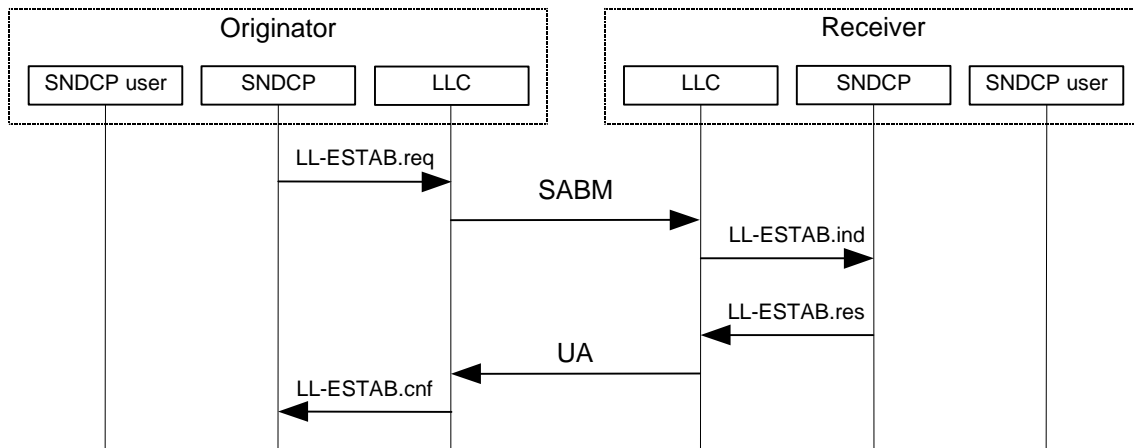 Originator
Receiver
SNDCP user
SNDCP
LLC
LLC
SNDCP
SNDCP user
LL-ESTAB.req
SABM
LL-ESTAB.ind
LL-ESTAB.res
UA
LL-ESTAB.cnf